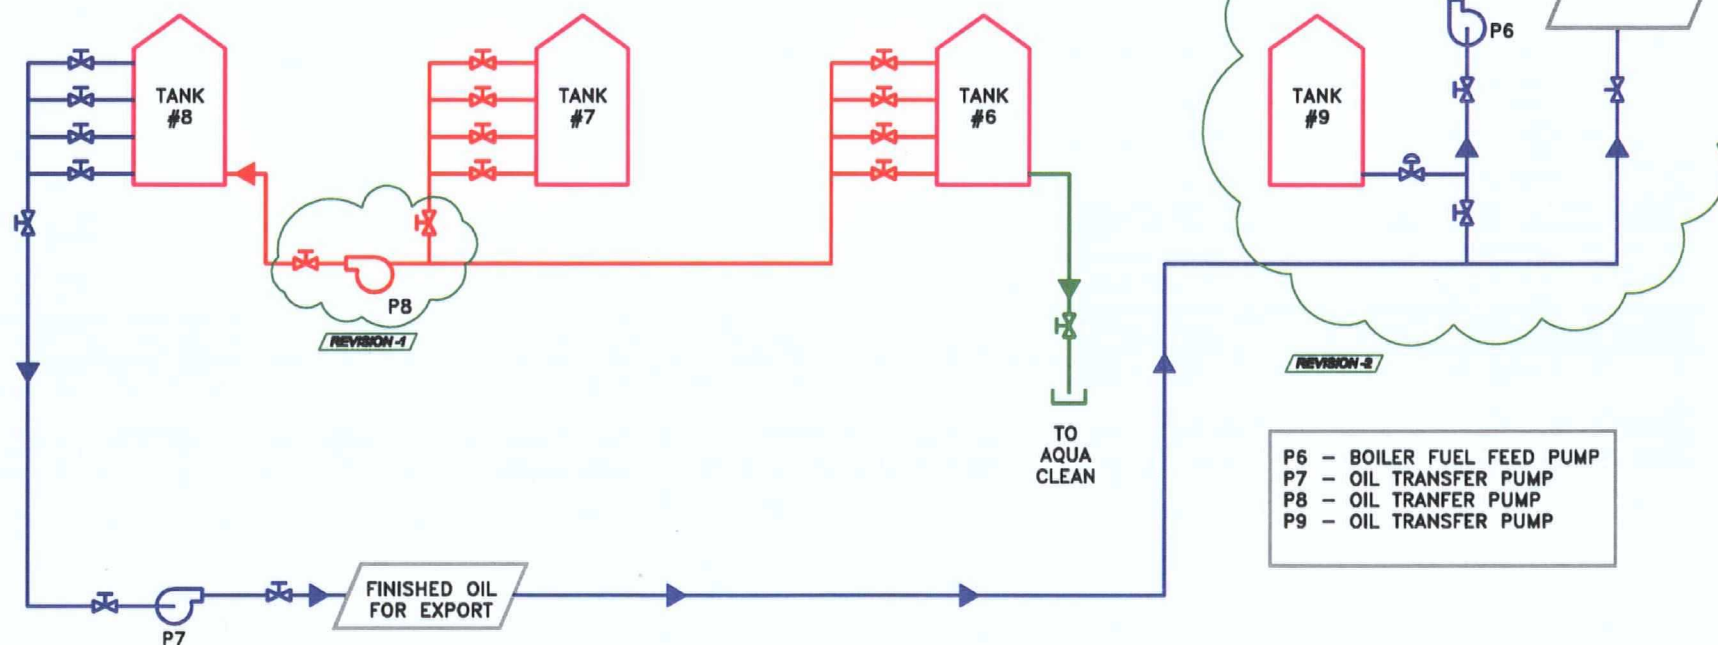 P6
TANK
#8
TANK
#7
TANK
#6
TANK
#9
P8
REVISION-1
REVISION-2
TO
AQUA
CLEAN
P6 – BOILER FUEL FEED PUMP
P7 – OIL TRANSFER PUMP
P8 – OIL TRANFER PUMP
P9 – OIL TRANSFER PUMP
FINISHED OIL
FOR EXPORT
P7